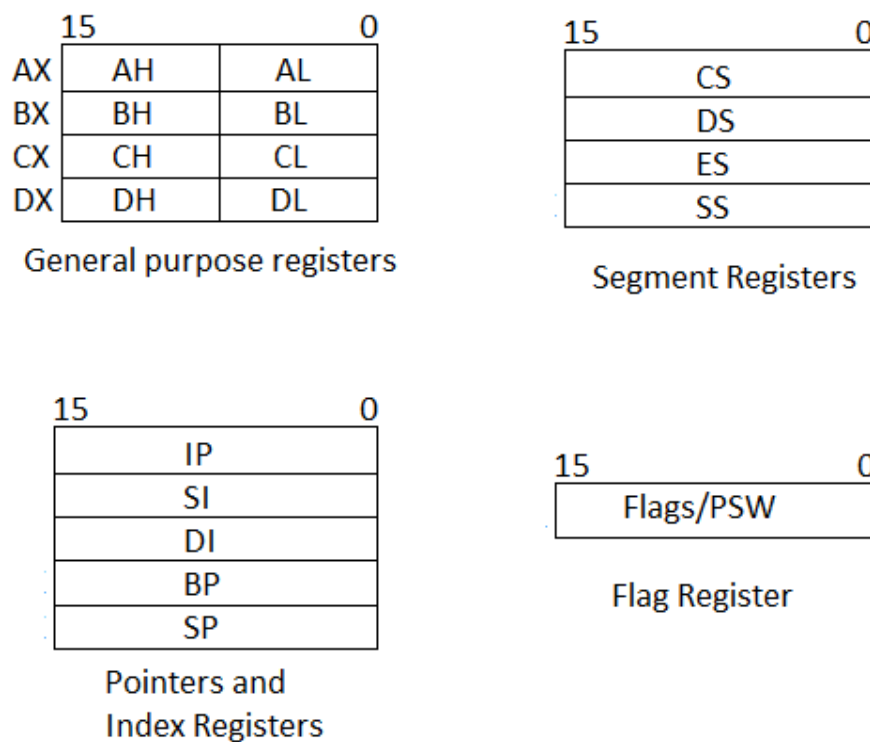 15 0
AX AH AL
BX BH BL
CX CH CL
DX DH DL
General purpose registers
15 0
CS
DS
ES
SS
Segment Registers
15 0
IP
SI
DI
BP
SP
Pointers and
Index Registers
15 0
Flags/PSW
Flag Register